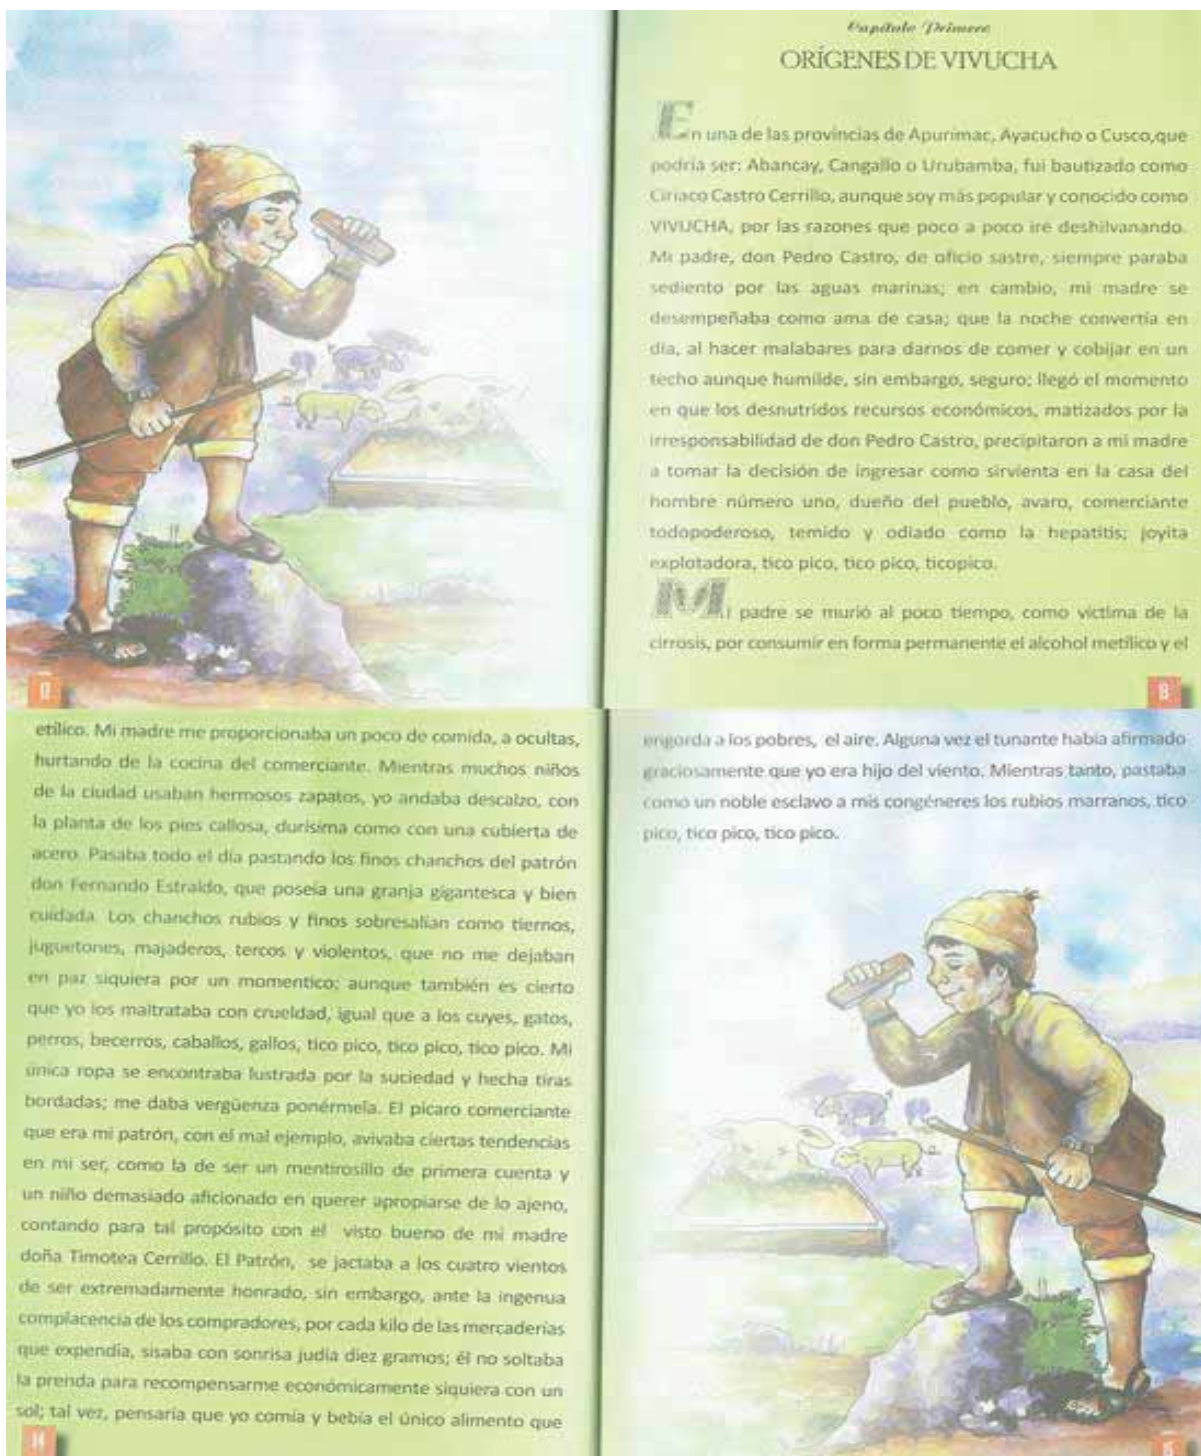 Capítulo Primero
ORÍGENES DE VIVUCHA
En una de las provincias de Apurímac, Ayacucho o Cusco,que
podría ser: Abancay, Cangallo o Urubamba, fui bautizado como
Ciriaco Castro Cerrillo, aunque soy más popular y conocido como
VIVUCHA, por las razones que poco a poco iré deshilvanando.
Mi padre, don Pedro Castro, de oficio sastre, siempre paraba
sediento por las aguas marinas; en cambio, mi madre se
desempeñaba como ama de casa; que la noche convertía en
día, al hacer malabares para darnos de comer y cobijar en un
techo aunque humilde, sin embargo, seguro; llegó el momento
en que los desnutridos recursos económicos, matizados por la
irresponsabilidad de don Pedro Castro, precipitaron a mi madre
a tomar la decisión de ingresar como sirvienta en la casa del
hombre número uno, dueño del pueblo, avaro, comerciante
todopoderoso, temido y odiado como la hepatitis; joyita
explotadora, tico pico, tico pico, ticopico.
Mi padre se murió al poco tiempo, como víctima de la
cirrosis, por consumir en forma permanente el alcohol metílico y el
etílico. Mi madre me proporcionaba un poco de comida, a ocultas,
hurtando de la cocina del comerciante. Mientras muchos niños
de la ciudad usaban hermosos zapatos, yo andaba descalzo, con
la planta de los pies callosa, durísima como con una cubierta de
acero. Pasaba todo el día pastando los finos chanchos del patrón
don Fernando Estraldo, que poseía una granja gigantesca y bien
cuidada. Los chanchos rubios y finos sobresalían como tiernos,
juguetones, majaderos, tercos y violentos, que no me dejaban
en paz siquiera por un momentico; aunque también es cierto
que yo los maltrataba con crueldad, igual que a los cuyes, gatos,
perros, becerros, caballos, gallos, tico pico, tico pico, tico pico. Mi
única ropa se encontraba lustrada por la suciedad y hecha tiras
bordadas; me daba vergüenza ponérmela. El pícaro comerciante
que era mi patrón, con el mal ejemplo, avivaba ciertas tendencias
en mi ser, como la de ser un mentirosillo de primera cuenta y
un niño demasiado aficionado en querer apropiarse de lo ajeno,
contando para tal propósito con el visto bueno de mi madre
doña Timotea Cerrillo. El Patrón, se jactaba a los cuatro vientos
de ser extremadamente honrado, sin embargo, ante la ingenua
complacencia de los compradores, por cada kilo de las mercaderías
que expendía, sisaba con sonrisa judía diez gramos; él no soltaba
la prenda para recompensarme económicamente siquiera con un
sol; tal vez, pensaría que yo comía y bebía el único alimento que
14
engorda a los pobres, el aire. Alguna vez el tunante había afirmado
graciosamente que yo era hijo del viento. Mientras tanto, pastaba
como un noble esclavo a mis congéneres los rubios marranos, tico
pico, tico pico, tico pico.
15